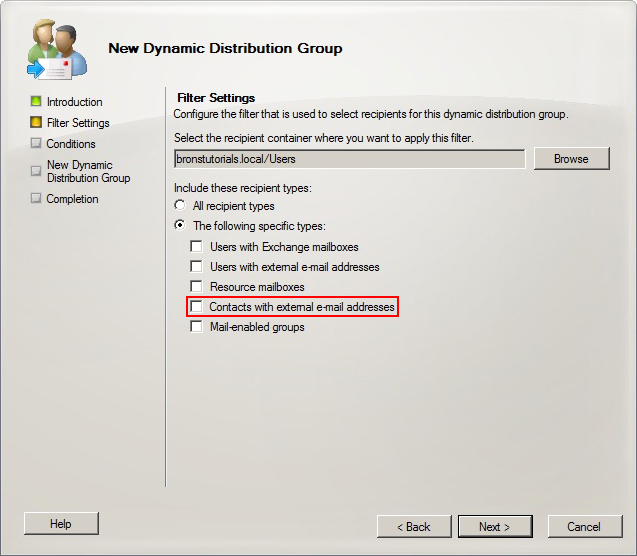 New Dynamic Distribution Group
Introduction
Filter Settings
Conditions
New Dynamic
Distribution Group
Completion
Filter Settings
Configure the filter that is used to select recipients for this dynamic distribution group.
Select the recipient container where you want to apply this filter.
bronstutorials.local/Users
Browse
Include these recipient types:
All recipient types
The following specific types:
Users with Exchange mailboxes
Users with external e-mail addresses
Resource mailboxes
Contacts with external e-mail addresses
Mail-enabled groups
Help
< Back
Next >
Cancel